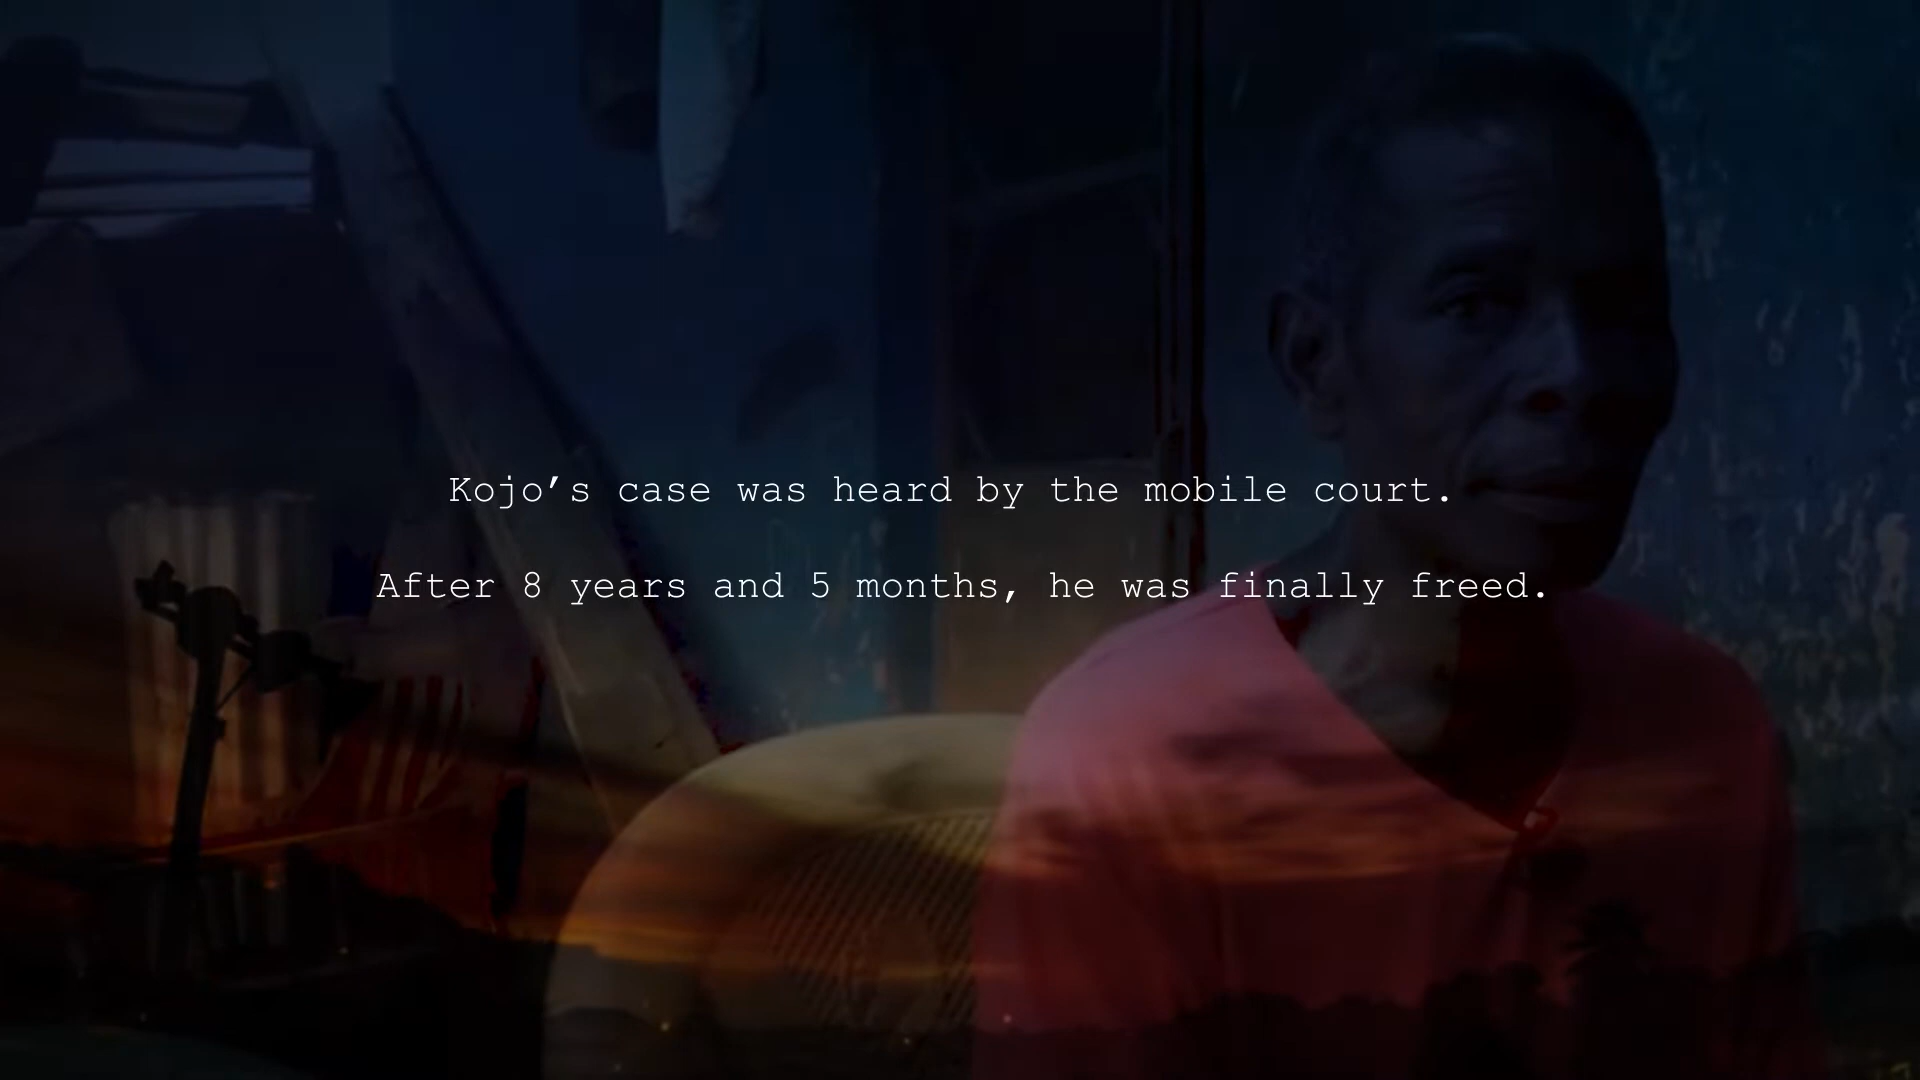 Kojo’s case was heard by the mobile court.
After 8 years and 5 months, he was finally freed.